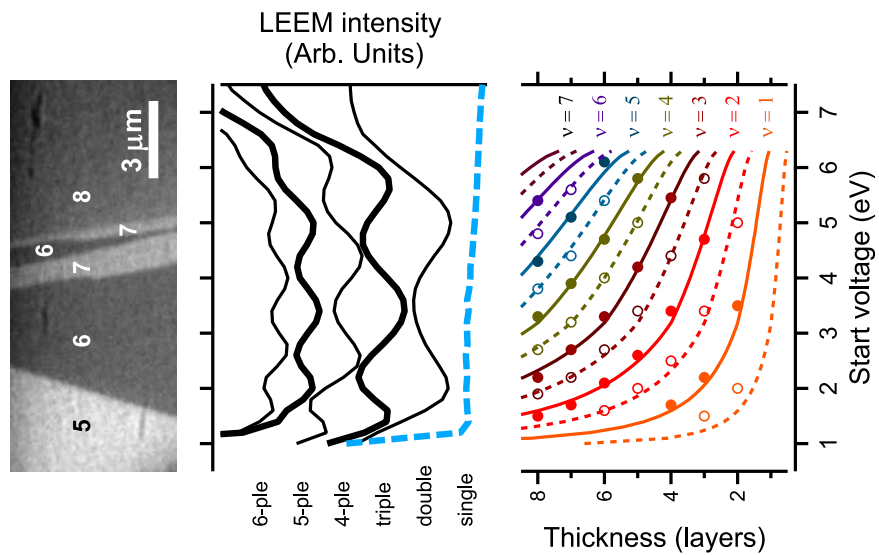 LEEM intensity
(Arb. Units)
3 μm
8
7
6
7
6
5
6-ple
5-ple
4-ple
triple
double
single
ν = 7
ν = 6
ν = 5
ν = 4
ν = 3
ν = 2
ν = 1
7
6
5
4
3
2
1
Start voltage (eV)
8
6
4
2
Thickness (layers)